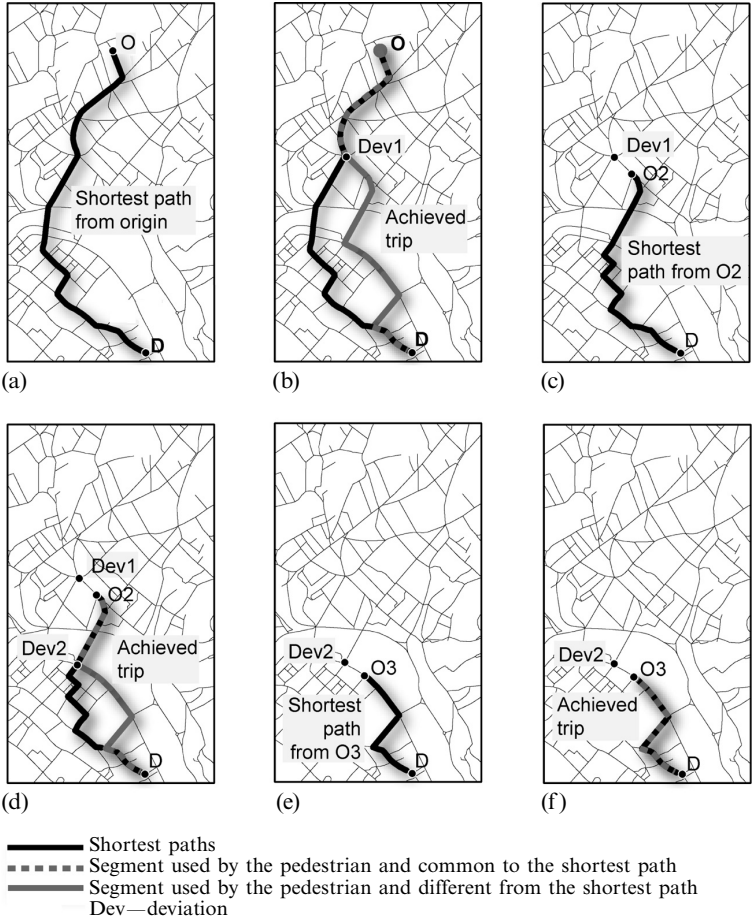 O
Shortest path
from origin
D
(a)
O
Dev1
Achieved
trip
D
(b)
Dev1
O2
Shortest
path from O2
D
(c)
Dev1
O2
Dev2
Achieved
trip
D
(d)
Dev2
O3
Shortest
path
from O3
D
(e)
Dev2
O3
Achieved
trip
D
(f)
Shortest paths
Segment used by the pedestrian and common to the shortest path
Segment used by the pedestrian and different from the shortest path
Dev—deviation